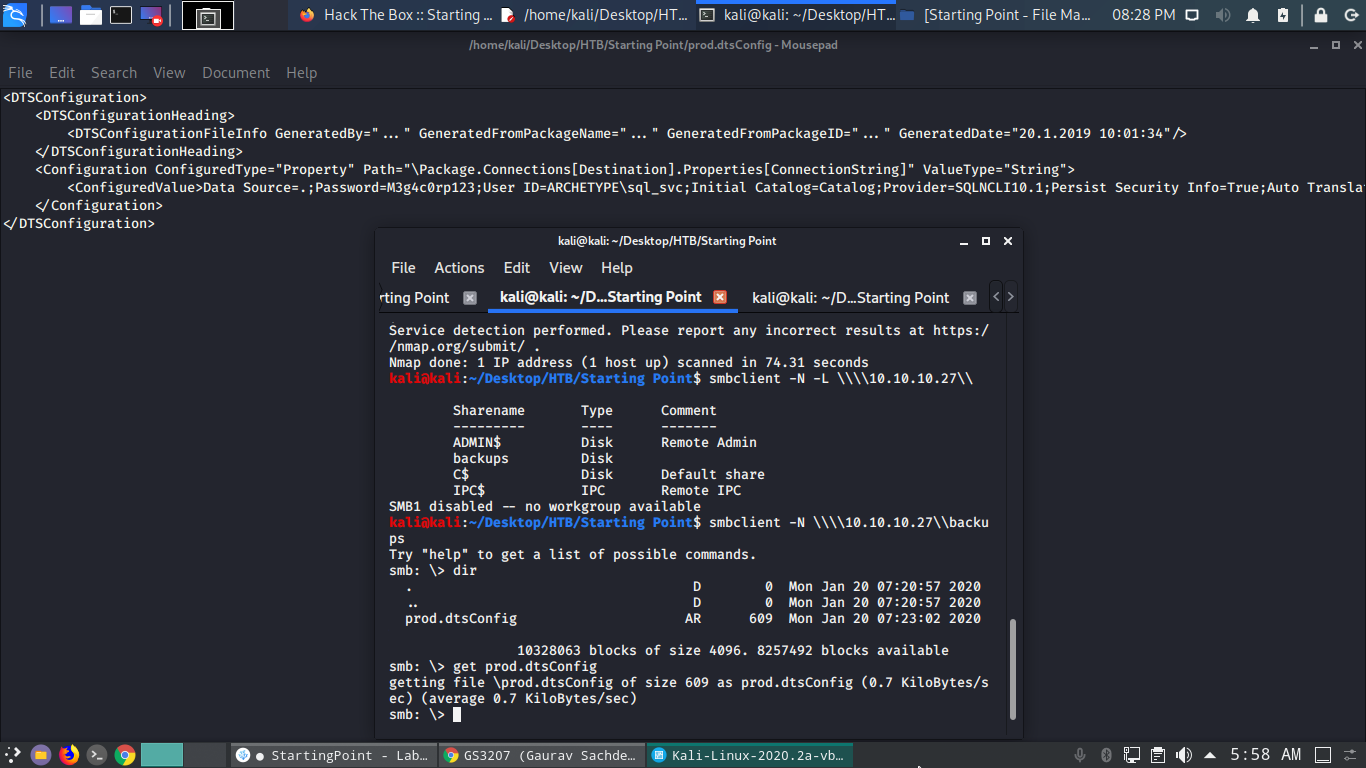 Hack The Box :: Starting ...
/home/kali/Desktop/HT...
kali@kali: ~/Desktop/HT...
[Starting Point - File Ma...
08:28 PM
/home/kali/Desktop/HTB/Starting Point/prod.dtsConfig - Mousepad
File Edit Search View Document Help
<DTSConfiguration>
<DTSConfigurationHeading>
<DTSConfigurationFileInfo GeneratedBy="..." GeneratedFromPackageName="..." GeneratedFromPackageID="..." GeneratedDate="20.1.2019 10:01:34"/>
</DTSConfigurationHeading>
<Configuration ConfiguredType="Property" Path="\Package.Connections[Destination].Properties[ConnectionString]" ValueType="String">
<ConfiguredValue>Data Source=.;Password=M3g4c0rp123;User ID=ARCHETYPE\sql_svc;Initial Catalog=Catalog;Provider=SQLNCLI10.1;Persist Security Info=True;Auto Transla
</Configuration>
</DTSConfiguration>
kali@kali: ~/Desktop/HTB/Starting Point
File Actions Edit View Help
rting Point
kali@kali: ~/D...Starting Point
kali@kali: ~/D...Starting Point
Service detection performed. Please report any incorrect results at https:/
/nmap.org/submit/ .
Nmap done: 1 IP address (1 host up) scanned in 74.31 seconds
kali@kali:~/Desktop/HTB/Starting Point$ smbclient -N -L \\\\10.10.10.27\\
Sharename Type Comment
--------- ---- -------
ADMIN$ Disk Remote Admin
backups Disk
C$ Disk Default share
IPC$ IPC Remote IPC
SMB1 disabled -- no workgroup available
kali@kali:~/Desktop/HTB/Starting Point$ smbclient -N \\\\10.10.10.27\\backu
ps
Try "help" to get a list of possible commands.
smb: \> dir
. D 0 Mon Jan 20 07:20:57 2020
.. D 0 Mon Jan 20 07:20:57 2020
prod.dtsConfig AR 609 Mon Jan 20 07:23:02 2020
10328063 blocks of size 4096. 8257492 blocks available
smb: \> get prod.dtsConfig
getting file \prod.dtsConfig of size 609 as prod.dtsConfig (0.7 KiloBytes/s
ec) (average 0.7 KiloBytes/sec)
smb: \>
● StartingPoint - Lab...
GS3207 (Gaurav Sachde...
Kali-Linux-2020.2a-vb...
5:58 AM